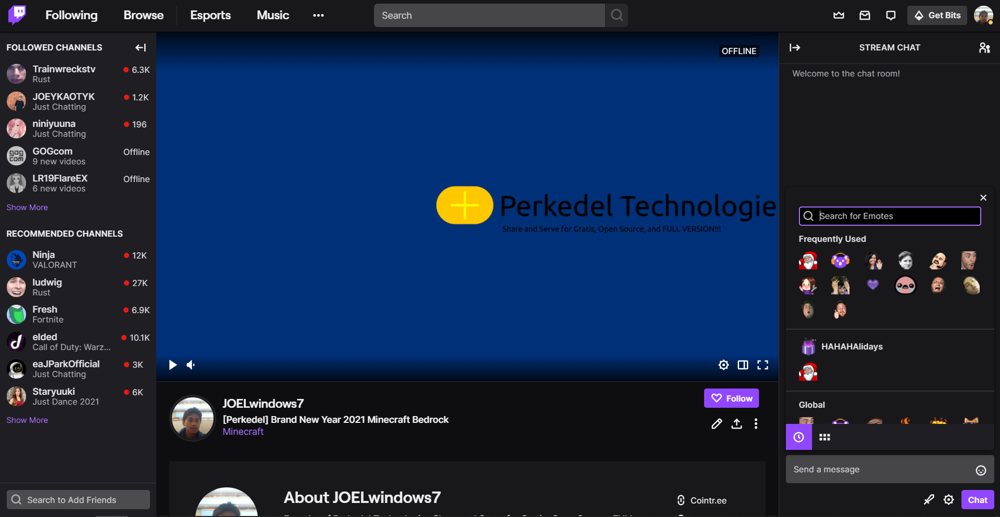 Following
Browse
Esports
Music
Search
Get Bits
FOLLOWED CHANNELS
Trainwreckstv
6.3K
Rust
JOEYKAOTYK
1.2K
Just Chatting
niniyuuna
196
Just Chatting
GOGcom
Offline
9 new videos
LR19FlareEX
Offline
6 new videos
Show More
RECOMMENDED CHANNELS
Ninja
12K
VALORANT
ludwig
27K
Rust
Fresh
6.9K
Fortnite
elded
10.1K
Call of Duty: Warz...
eaJParkOfficial
3K
Just Chatting
Staryuuki
6K
Just Dance 2021
Show More
Search to Add Friends
OFFLINE
Perkedel Technologie
Share and Serve for Gratis, Open Source, and FULL VERSION!!!
JOELwindows7
[Perkedel] Brand New Year 2021 Minecraft Bedrock
Minecraft
Follow
About JOELwindows7
Cointr.ee
STREAM CHAT
Welcome to the chat room!
Search for Emotes
Frequently Used
HAHAHAlidays
Global
Send a message
Chat